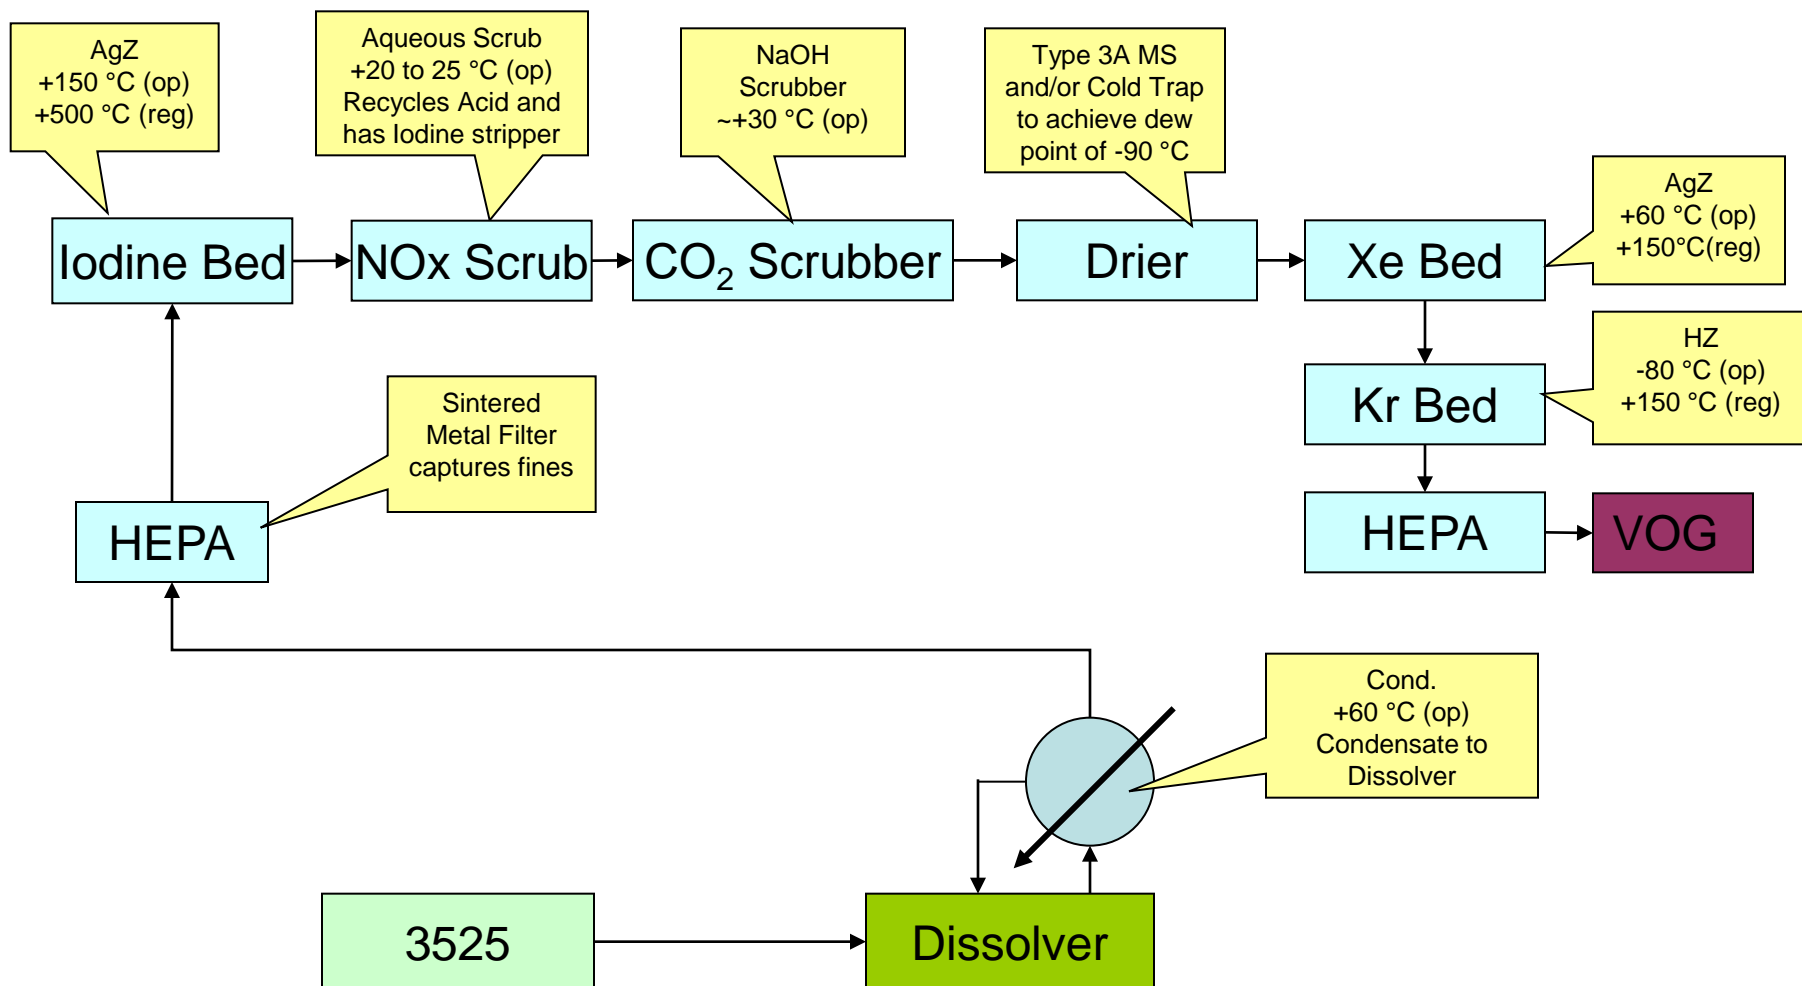 AgZ
+150 °C (op)
+500 °C (reg)
Aqueous Scrub
+20 to 25 °C (op)
Recycles Acid and
has Iodine stripper
NaOH
Scrubber
~+30 °C (op)
Type 3A MS
and/or Cold Trap
to achieve dew
point of -90 °C
AgZ
+60 °C (op)
+150°C(reg)
Iodine Bed
NOx Scrub
CO₂ Scrubber
Drier
Xe Bed
HZ
-80 °C (op)
+150 °C (reg)
Kr Bed
Sintered
Metal Filter
captures fines
HEPA
HEPA
VOG
Cond.
+60 °C (op)
Condensate to
Dissolver
3525
Dissolver